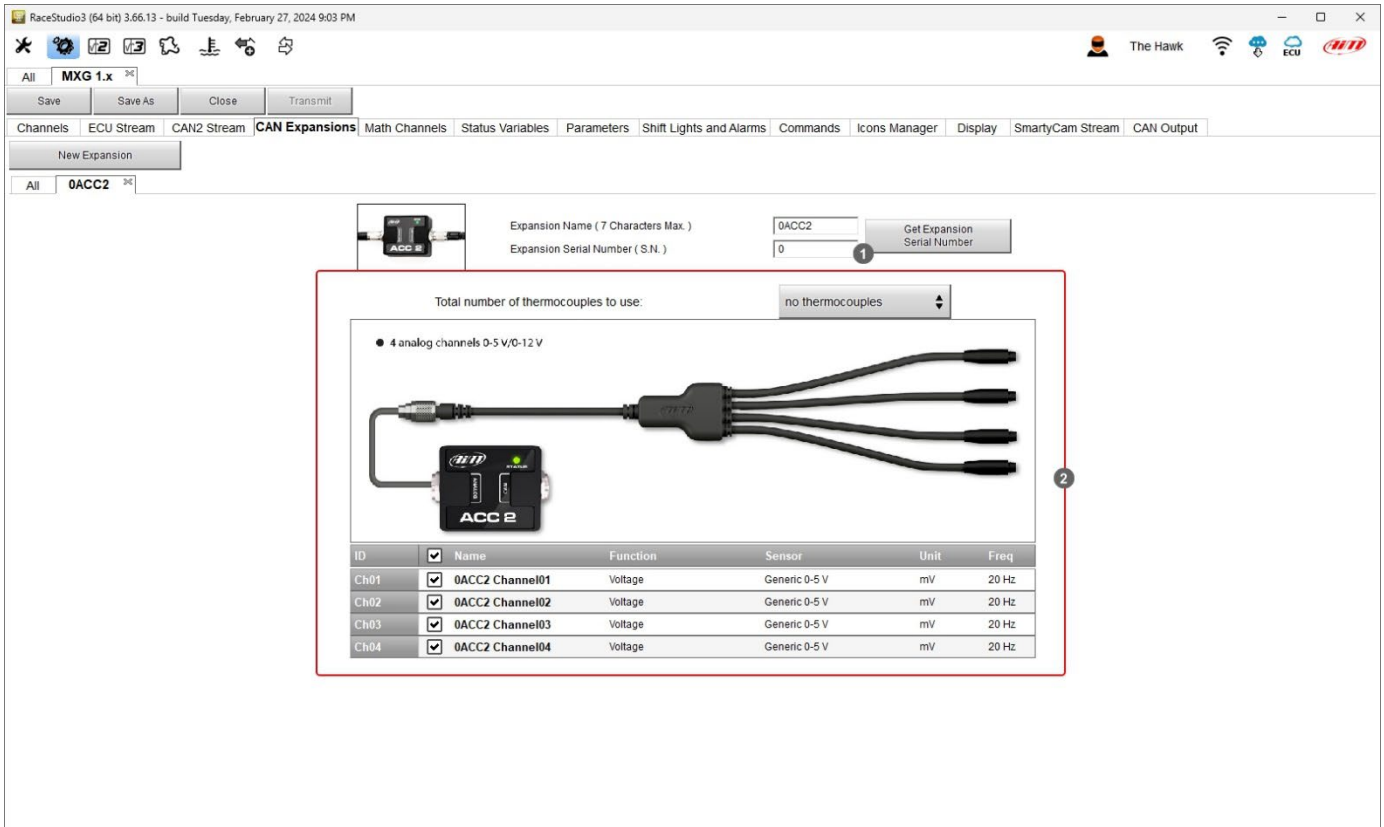 RaceStudio3 (64 bit) 3.66.13 - build Tuesday, February 27, 2024 9:03 PM
The Hawk ECU AiM
All MXG 1.x
Save Save As Close Transmit
Channels ECU Stream CAN2 Stream CAN Expansions Math Channels Status Variables Parameters Shift Lights and Alarms Commands Icons Manager Display SmartyCam Stream CAN Output
New Expansion
All 0ACC2
ACC 2
Expansion Name ( 7 Characters Max. ) 0ACC2
Expansion Serial Number ( S.N. ) 0
Get Expansion
Serial Number
1
Total number of thermocouples to use: no thermocouples
4 analog channels 0-5 V/0-12 V
AiM
AiM STATUS
ANALOG CAN
ACC 2
2
ID Name Function Sensor Unit Freq
Ch01 0ACC2 Channel01 Voltage Generic 0-5 V mV 20 Hz
Ch02 0ACC2 Channel02 Voltage Generic 0-5 V mV 20 Hz
Ch03 0ACC2 Channel03 Voltage Generic 0-5 V mV 20 Hz
Ch04 0ACC2 Channel04 Voltage Generic 0-5 V mV 20 Hz